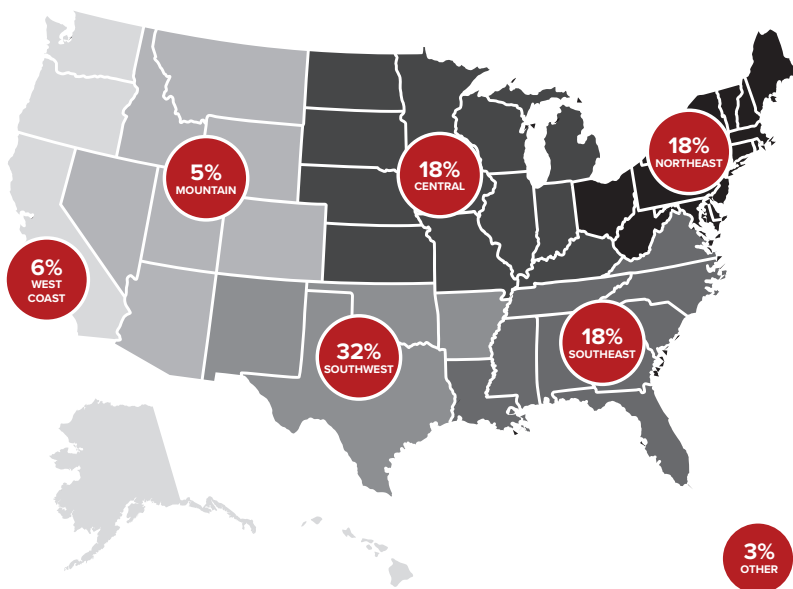 18%
NORTHEAST
5%
MOUNTAIN
18%
CENTRAL
6%
WEST
COAST
18%
SOUTHEAST
32%
SOUTHWEST
3%
OTHER